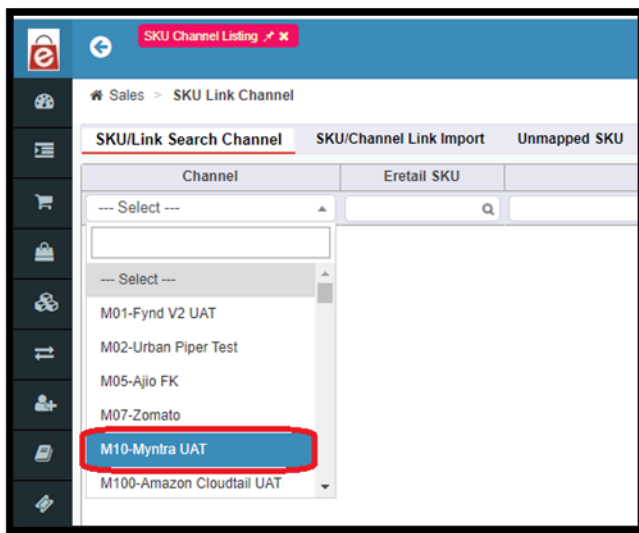 SKU Channel Listing
Sales > SKU Link Channel
SKU/Link Search Channel SKU/Channel Link Import Unmapped SKU
Channel Eretail SKU
--- Select ---
--- Select ---
M01-Fynd V2 UAT
M02-Urban Piper Test
M05-Ajio FK
M07-Zomato
M10-Myntra UAT
M100-Amazon Cloudtail UAT